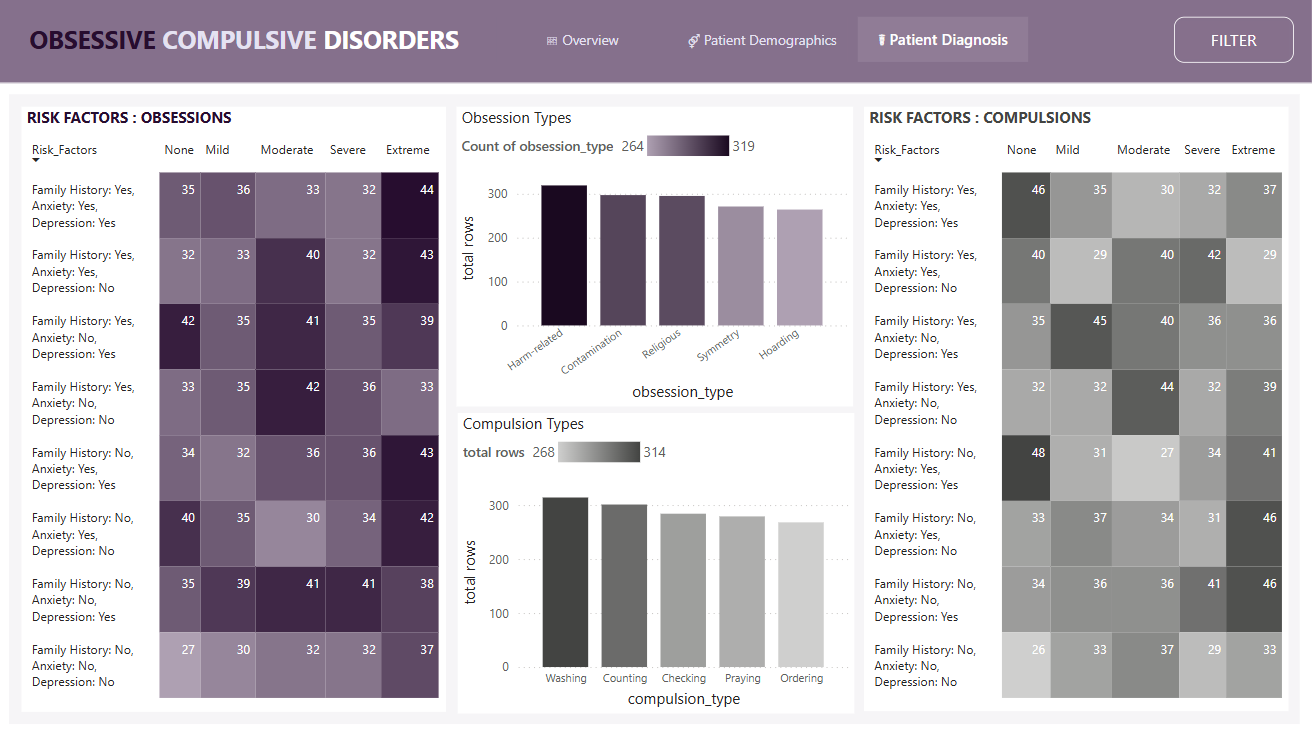 OBSESSIVE COMPULSIVE DISORDERS
Overview
Patient Demographics
Patient Diagnosis
FILTER
RISK FACTORS : OBSESSIONS
Risk_Factors None Mild Moderate Severe Extreme
Family History: Yes,
Anxiety: Yes,
Depression: Yes
35 36 33 32 44
Family History: Yes,
Anxiety: Yes,
Depression: No
32 33 40 32 43
Family History: Yes,
Anxiety: No,
Depression: Yes
42 35 41 35 39
Family History: Yes,
Anxiety: No,
Depression: No
33 35 42 36 33
Family History: No,
Anxiety: Yes,
Depression: Yes
34 32 36 36 43
Family History: No,
Anxiety: Yes,
Depression: No
40 35 30 34 42
Family History: No,
Anxiety: No,
Depression: Yes
35 39 41 41 38
Family History: No,
Anxiety: No,
Depression: No
27 30 32 32 37
Obsession Types
Count of obsession_type 264 319
total rows
300
200
100
0
Harm-related
Contamination
Religious
Symmetry
Hoarding
obsession_type
Compulsion Types
total rows 268 314
total rows
300
200
100
0
Washing Counting Checking Praying Ordering
compulsion_type
RISK FACTORS : COMPULSIONS
Risk_Factors None Mild Moderate Severe Extreme
Family History: Yes,
Anxiety: Yes,
Depression: Yes
46 35 30 32 37
Family History: Yes,
Anxiety: Yes,
Depression: No
40 29 40 42 29
Family History: Yes,
Anxiety: No,
Depression: Yes
35 45 40 36 36
Family History: Yes,
Anxiety: No,
Depression: No
32 32 44 32 39
Family History: No,
Anxiety: Yes,
Depression: Yes
48 31 27 34 41
Family History: No,
Anxiety: Yes,
Depression: No
33 37 34 31 46
Family History: No,
Anxiety: No,
Depression: Yes
34 36 36 41 46
Family History: No,
Anxiety: No,
Depression: No
26 33 37 29 33